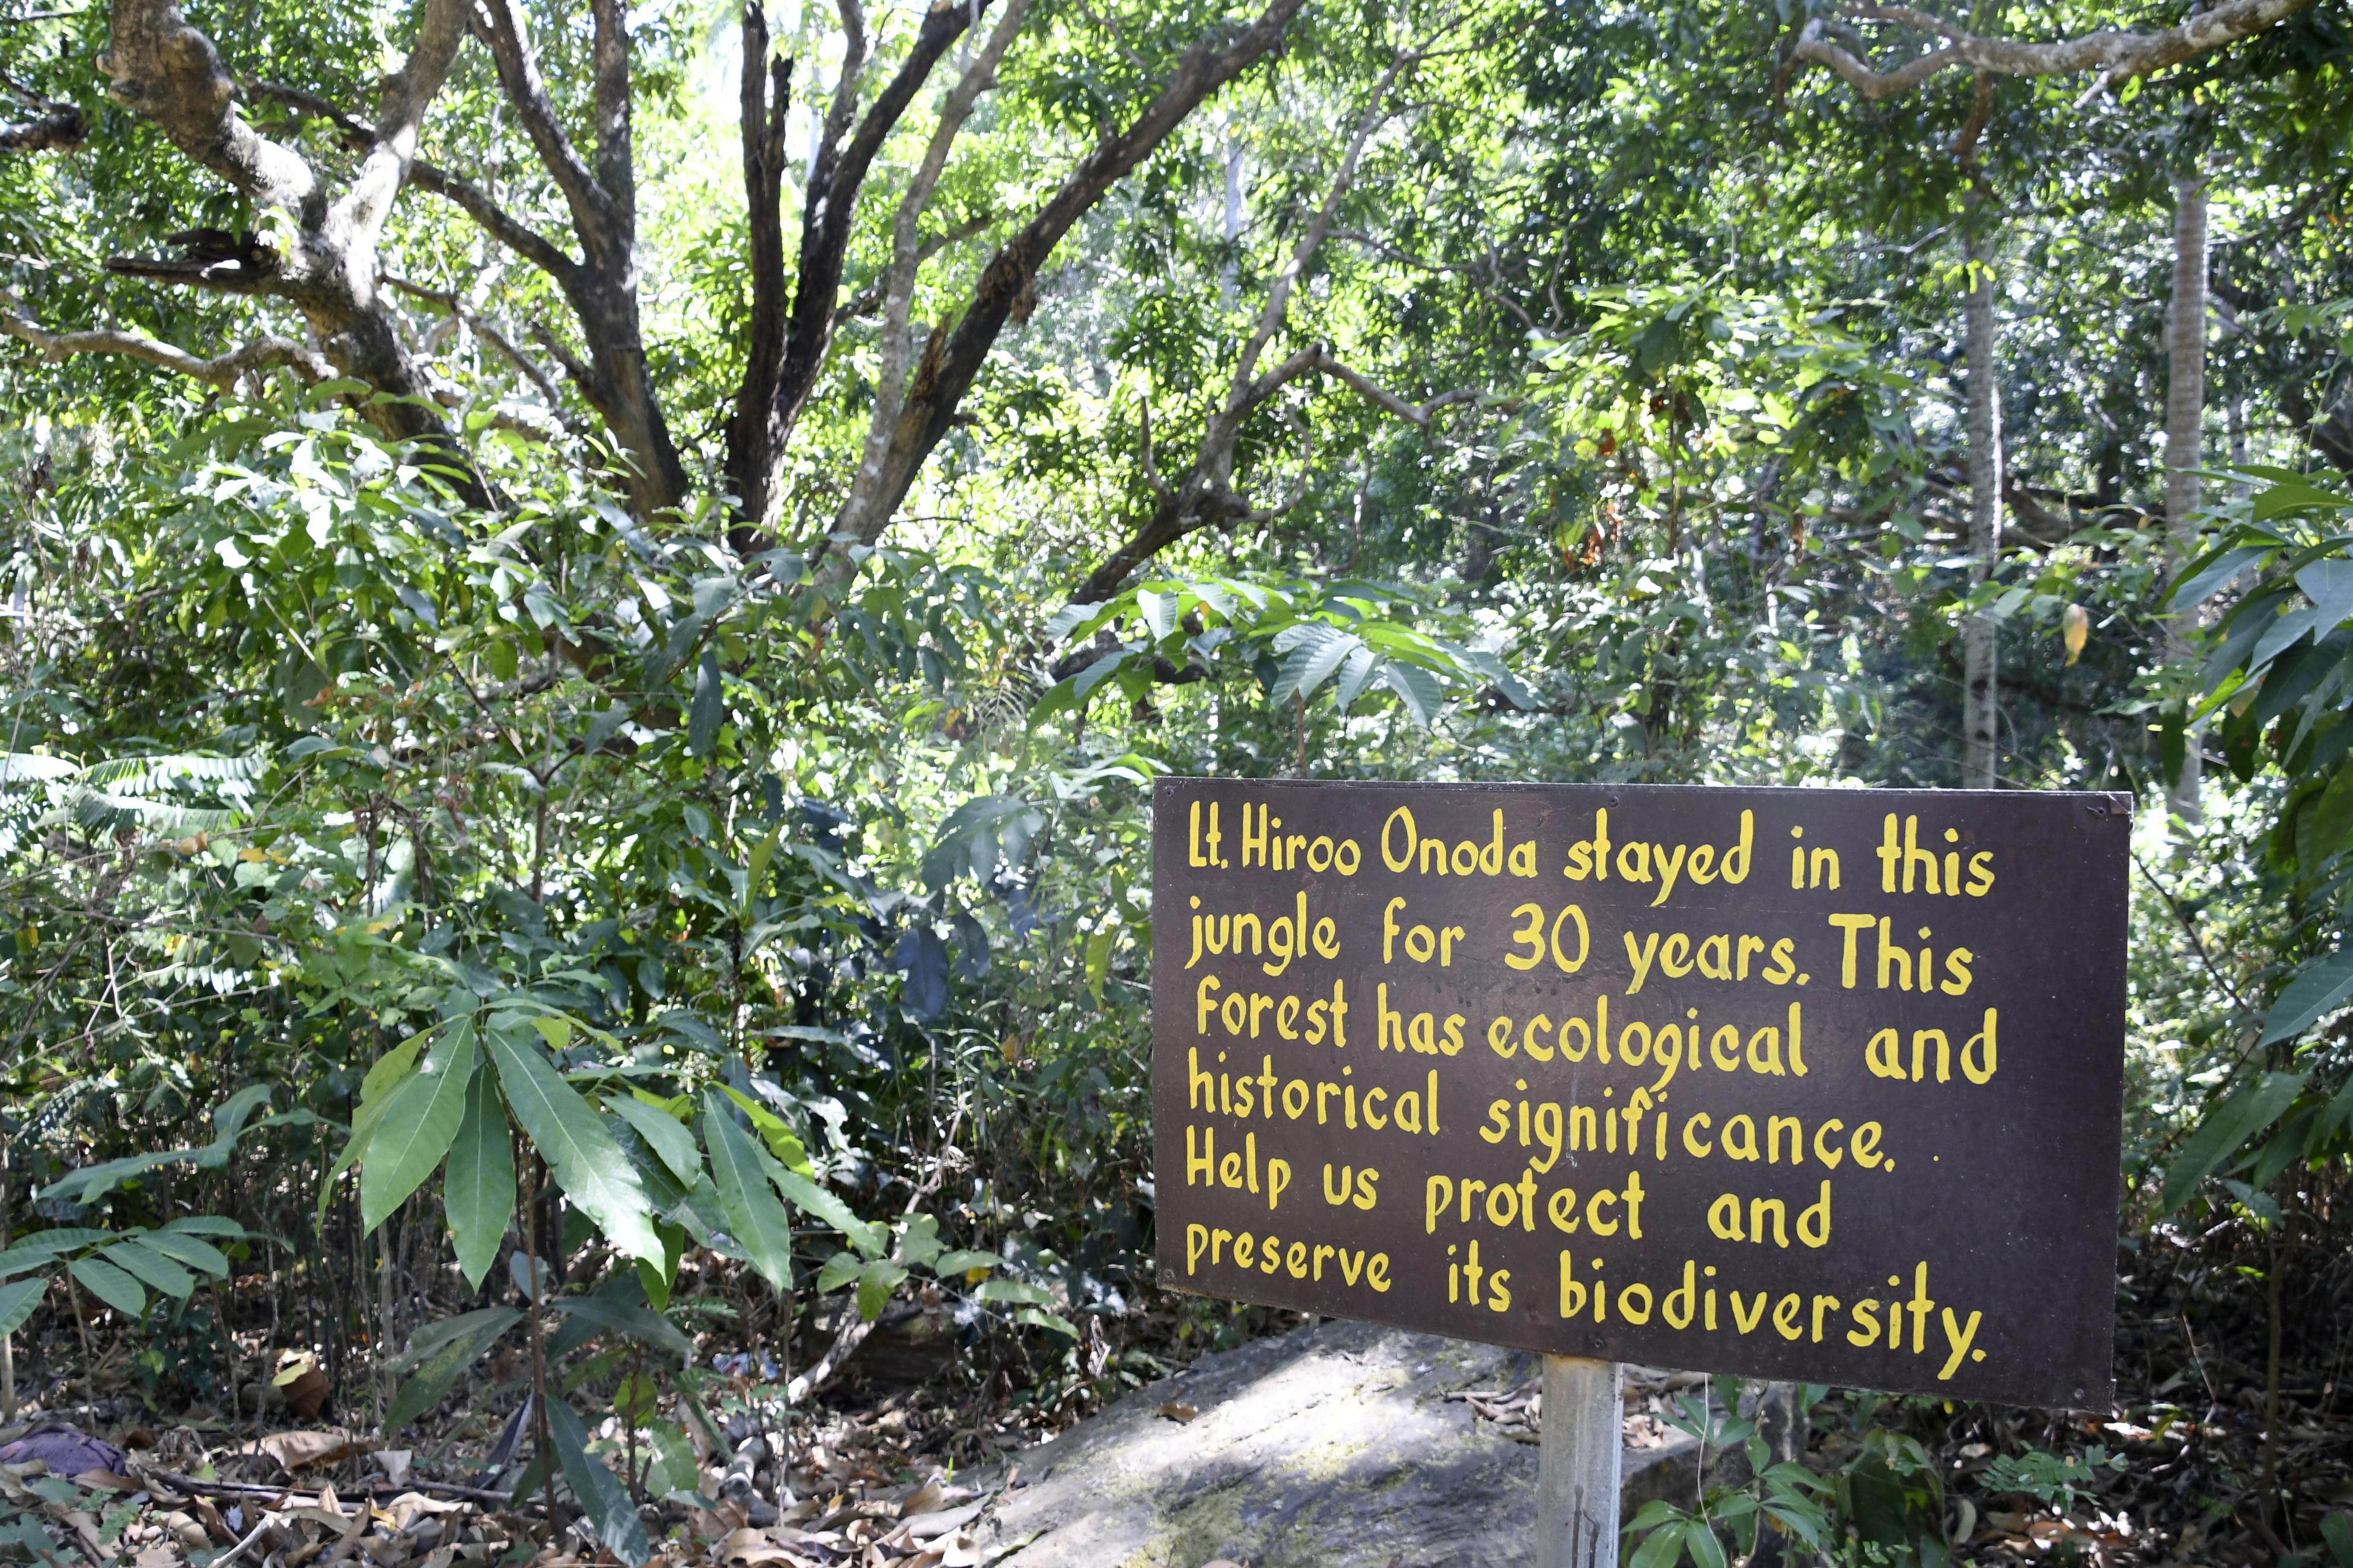 Lt. Hiroo Onoda stayed in this
jungle for 30 years. This
forest has ecological and
historical significance.
Help us protect and
preserve its biodiversity.